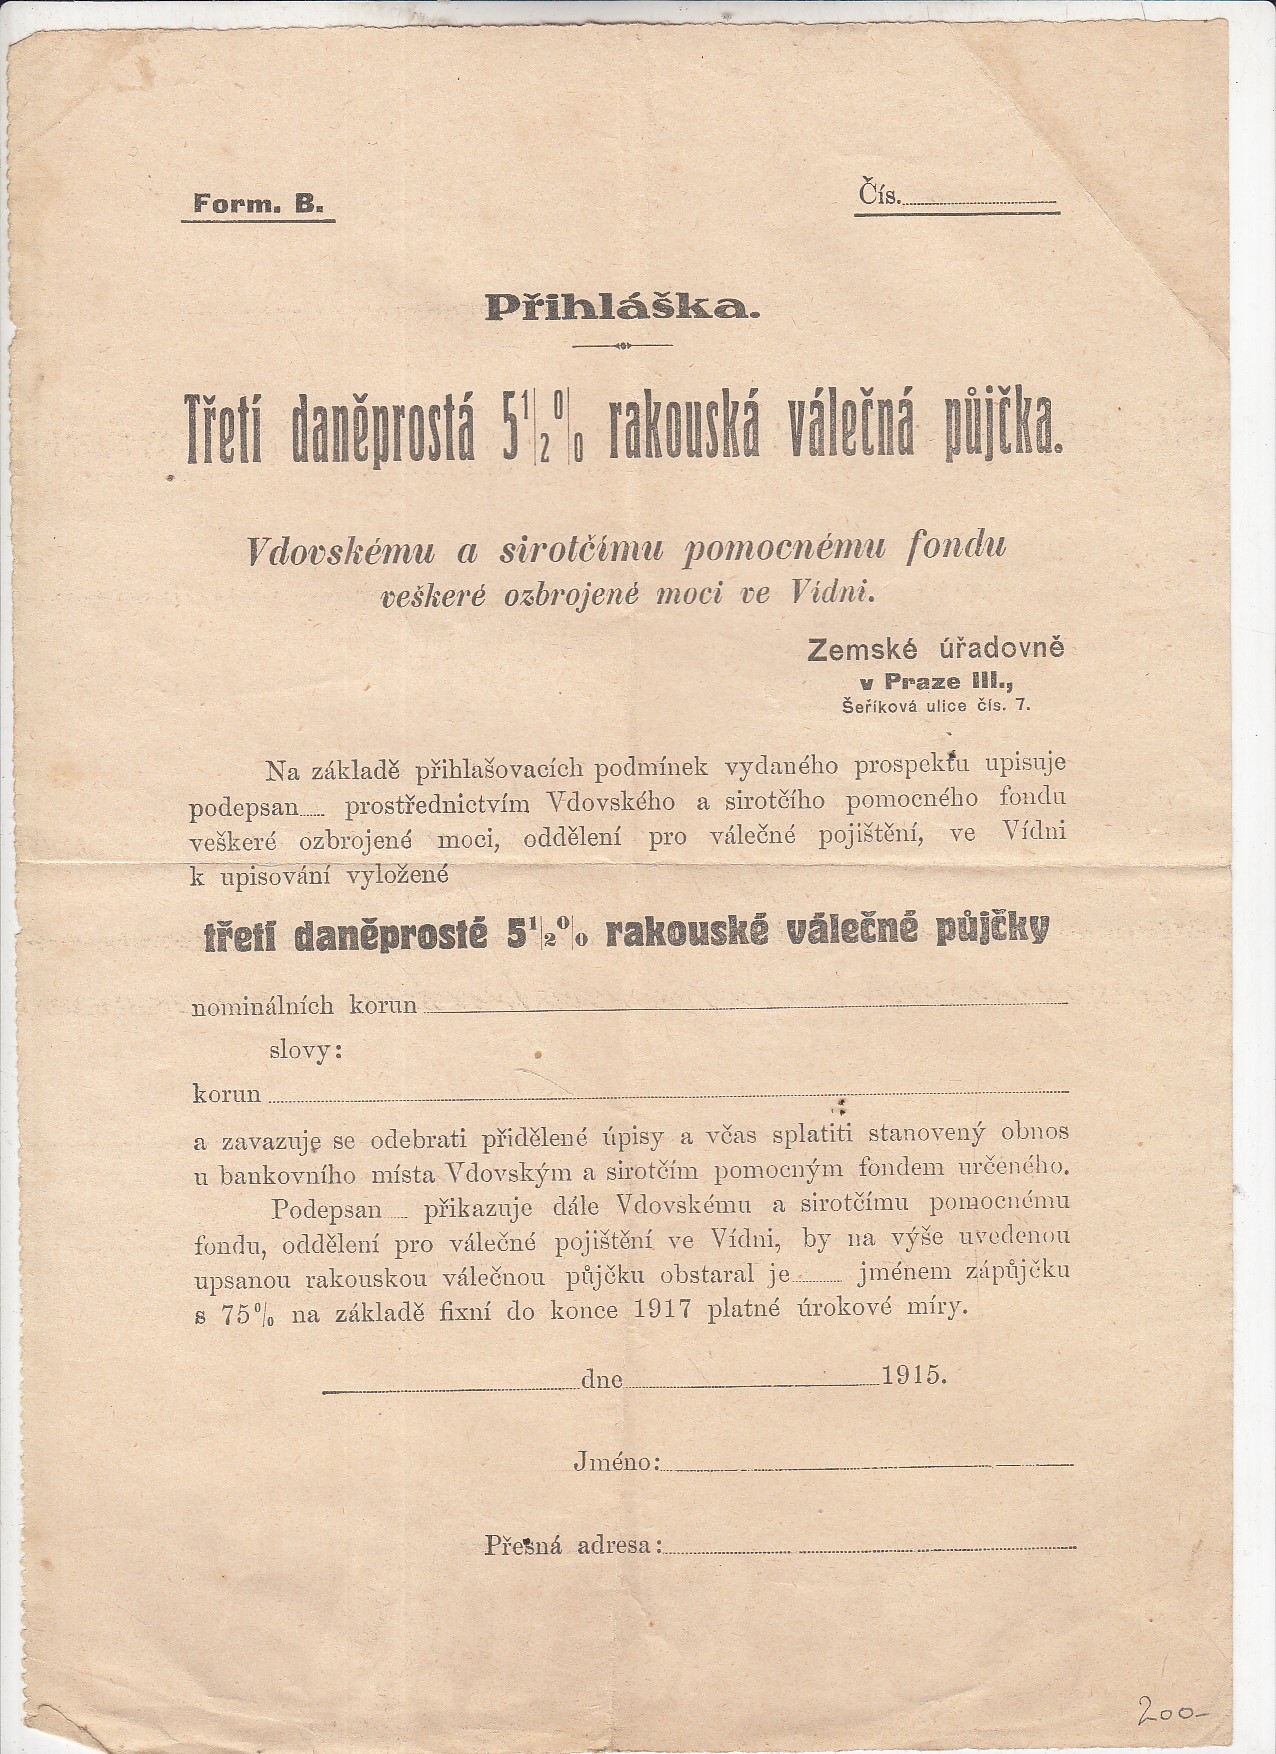 Form. B.
Čís.
Přihláška.
Třetí daněprostá 5 1/2 % rakouská válečná půjčka.
Vdovskému a sirotčímu pomocnému fondu
veškeré ozbrojené moci ve Vídni.
Zemské úřadovně
v Praze III.,
Šeříková ulice čís. 7.
Na základě přihlašovacích podmínek vydaného prospektu upisuje
podepsan...... prostřednictvím Vdovského a sirotčího pomocného fondu
veškeré ozbrojené moci, oddělení pro válečné pojištění, ve Vídni
k upisování vyložené
třetí daněprosté 5 1/2 % rakouské válečné půjčky
nominálních korun
slovy:
korun
a zavazuje se odebrati přidělené úpisy a včas splatiti stanovený obnos
u bankovního místa Vdovským a sirotčím pomocným fondem určeného.
Podepsan .... přikazuje dále Vdovskému a sirotčímu pomocnému
fondu, oddělení pro válečné pojištění ve Vídni, by na výše uvedenou
upsanou rakouskou válečnou půjčku obstaral je.......... jménem zápůjčku
s 75% na základě fixní do konce 1917 platné úrokové míry.
dne 1915.
Jméno:
Přesná adresa:
200-